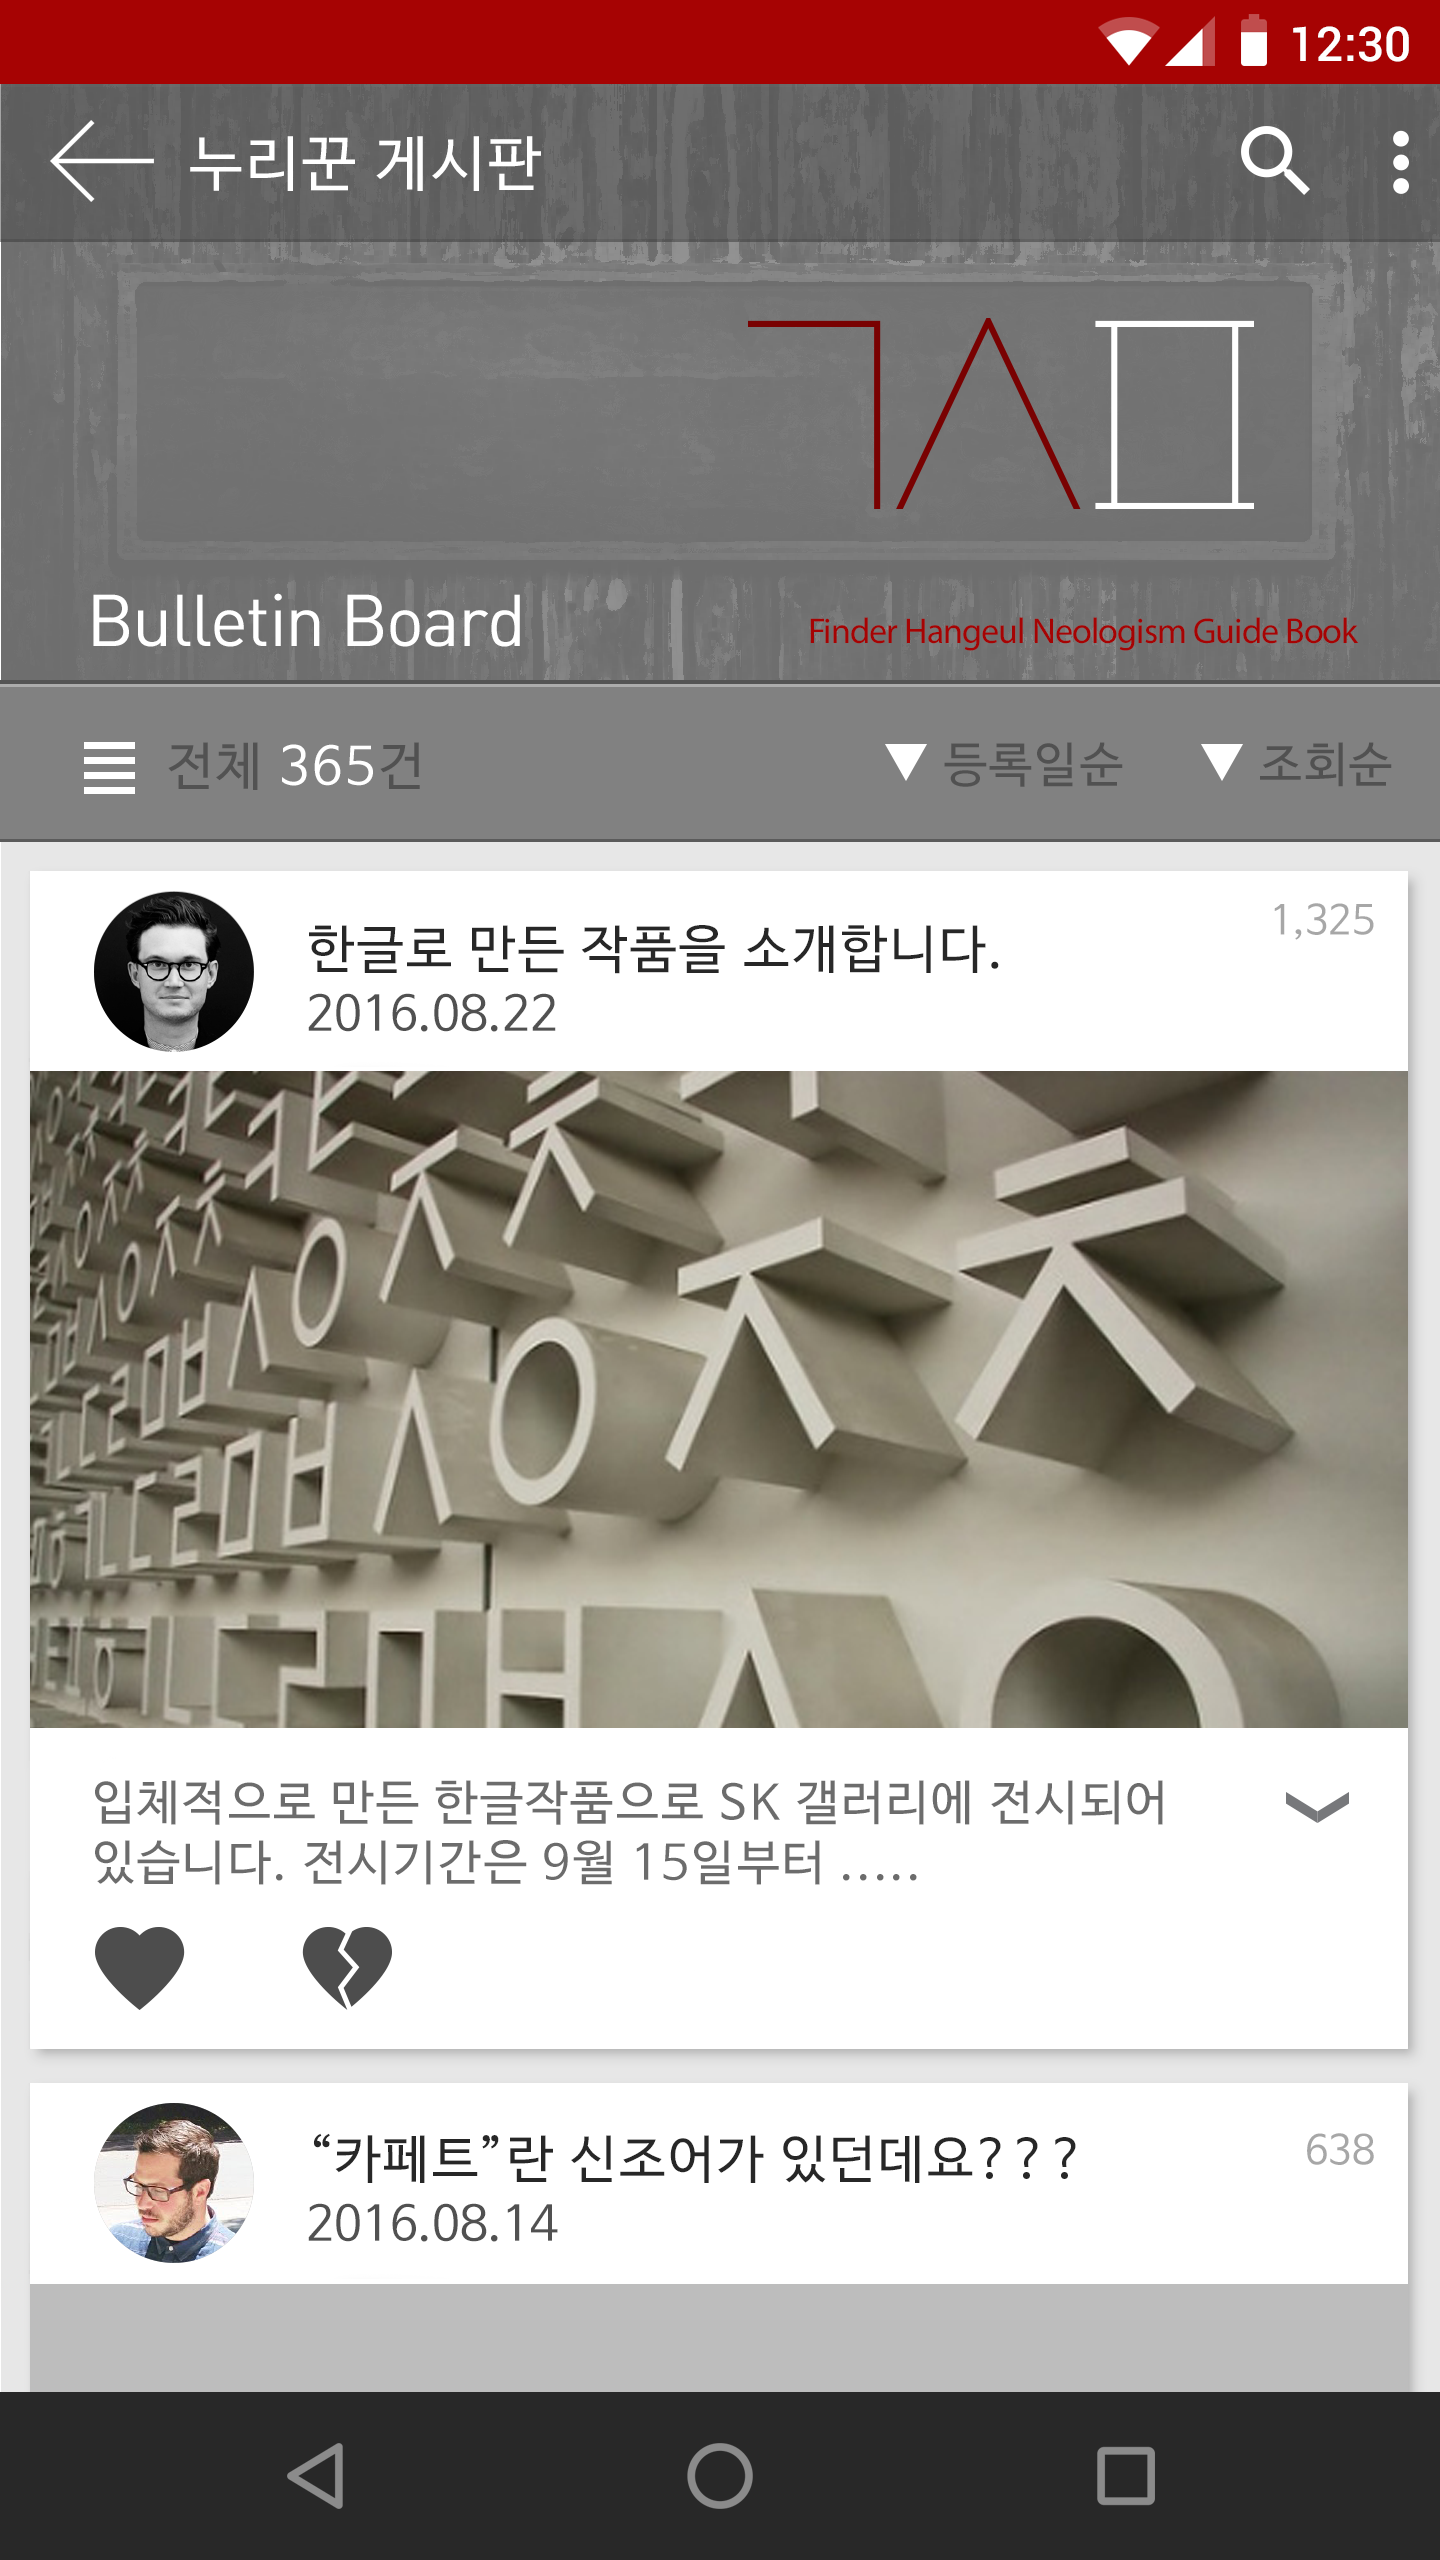 12:30
누리꾼 게시판
ㄱㅅㅁ
Bulletin Board
Finder Hangeul Neologism Guide Book
전체 365건
등록일순
조회순
한글로 만든 작품을 소개합니다.
1,325
2016.08.22
입체적으로 만든 한글작품으로 SK 갤러리에 전시되어
있습니다. 전시기간은 9월 15일부터 .....
“카페트”란 신조어가 있던데요???
638
2016.08.14